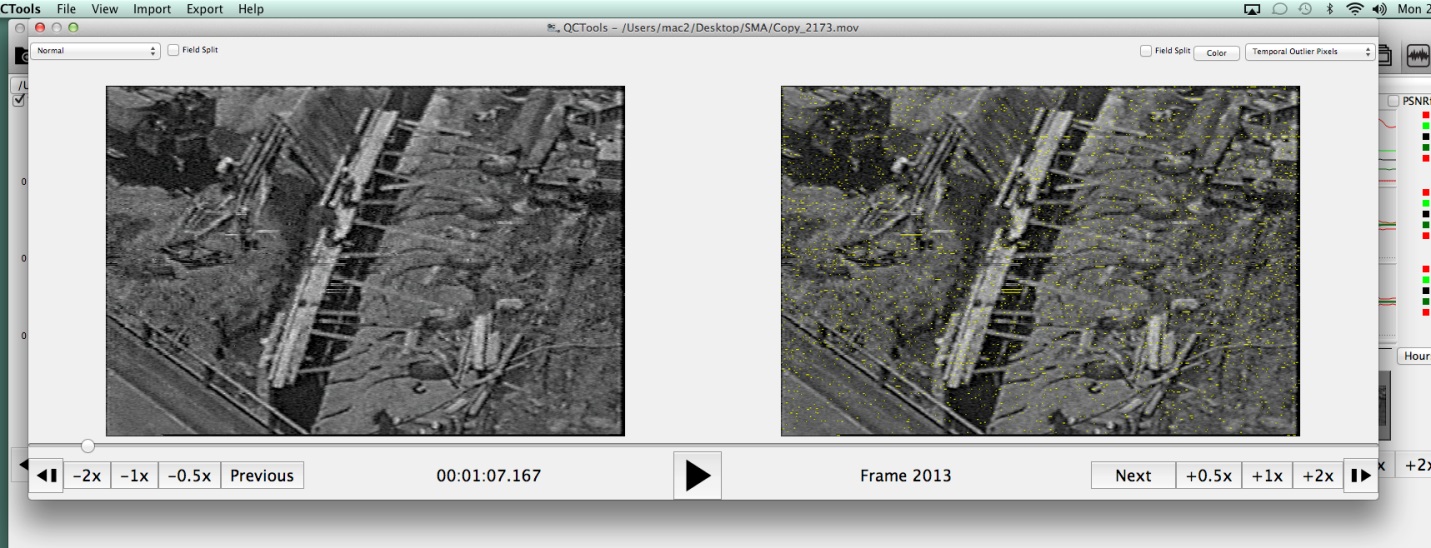 CTools File View Import Export Help Mon 2
QCTools - /Users/mac2/Desktop/SMA/Copy_2173.mov
Normal Field Split Field Split Color Temporal Outlier Pixels
/U
PSNRf
0
0
0
Hour
-2x -1x -0.5x Previous 00:01:07.167 Frame 2013 Next +0.5x +1x +2x x +2x